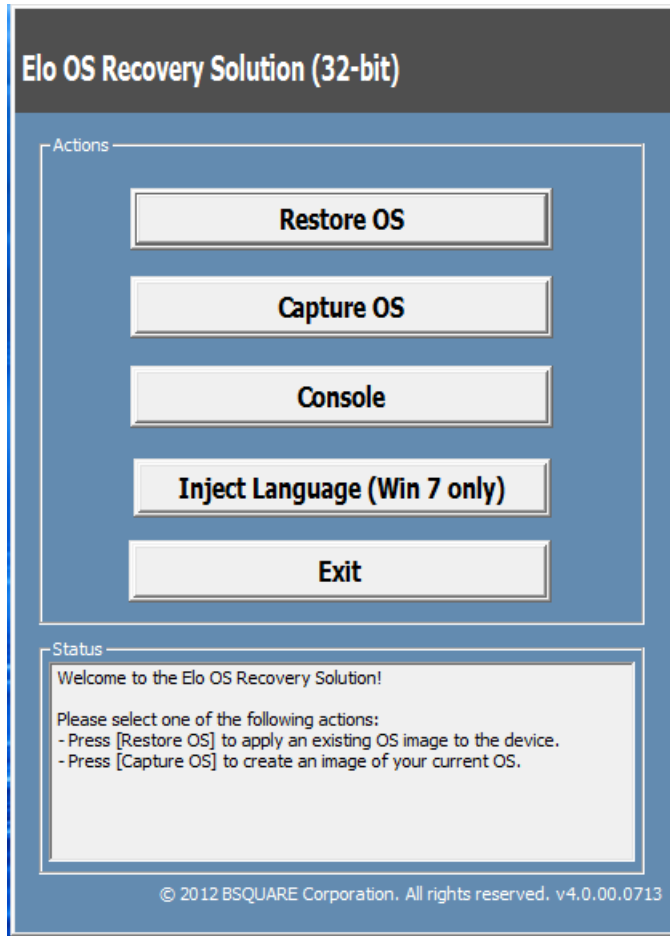 Elo OS Recovery Solution (32-bit)
Actions
Restore OS
Capture OS
Console
Inject Language (Win 7 only)
Exit
Status
Welcome to the Elo OS Recovery Solution!
Please select one of the following actions:
- Press [Restore OS] to apply an existing OS image to the device.
- Press [Capture OS] to create an image of your current OS.
© 2012 BSQUARE Corporation. All rights reserved. v4.0.00.0713